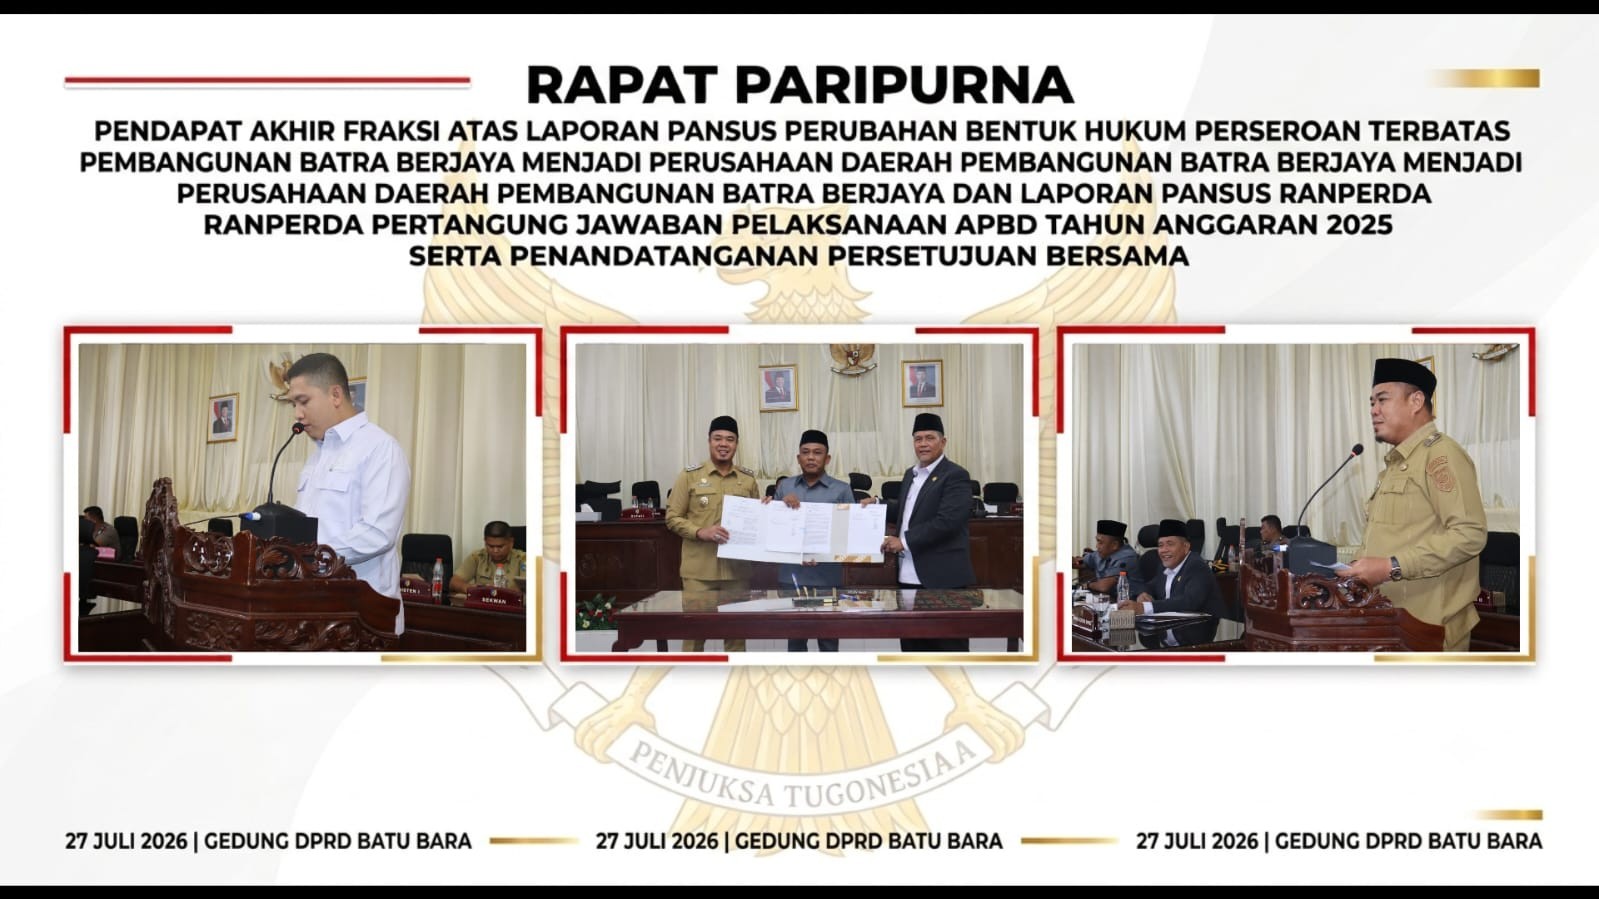 RAPAT PARIPURNA
PENDAPAT AKHIR FRAKSI ATAS LAPORAN PANSUS PERUBAHAN BENTUK HUKUM PERSEROAN TERBATAS
PEMBANGUNAN BATRA BERJAYA MENJADI PERUSAHAAN DAERAH PEMBANGUNAN BATRA BERJAYA MENJADI
PERUSAHAAN DAERAH PEMBANGUNAN BATRA BERJAYA DAN LAPORAN PANSUS RANPERDA
RANPERDA PERTANGUNG JAWABAN PELAKSANAAN APBD TAHUN ANGGARAN 2025
SERTA PENANDATANGANAN PERSETUJUAN BERSAMA
SEKWAN
BUPATI
PENJUKSA TUGONESIAA
27 JULI 2026 | GEDUNG DPRD BATU BARA
27 JULI 2026 | GEDUNG DPRD BATU BARA
27 JULI 2026 | GEDUNG DPRD BATU BARA